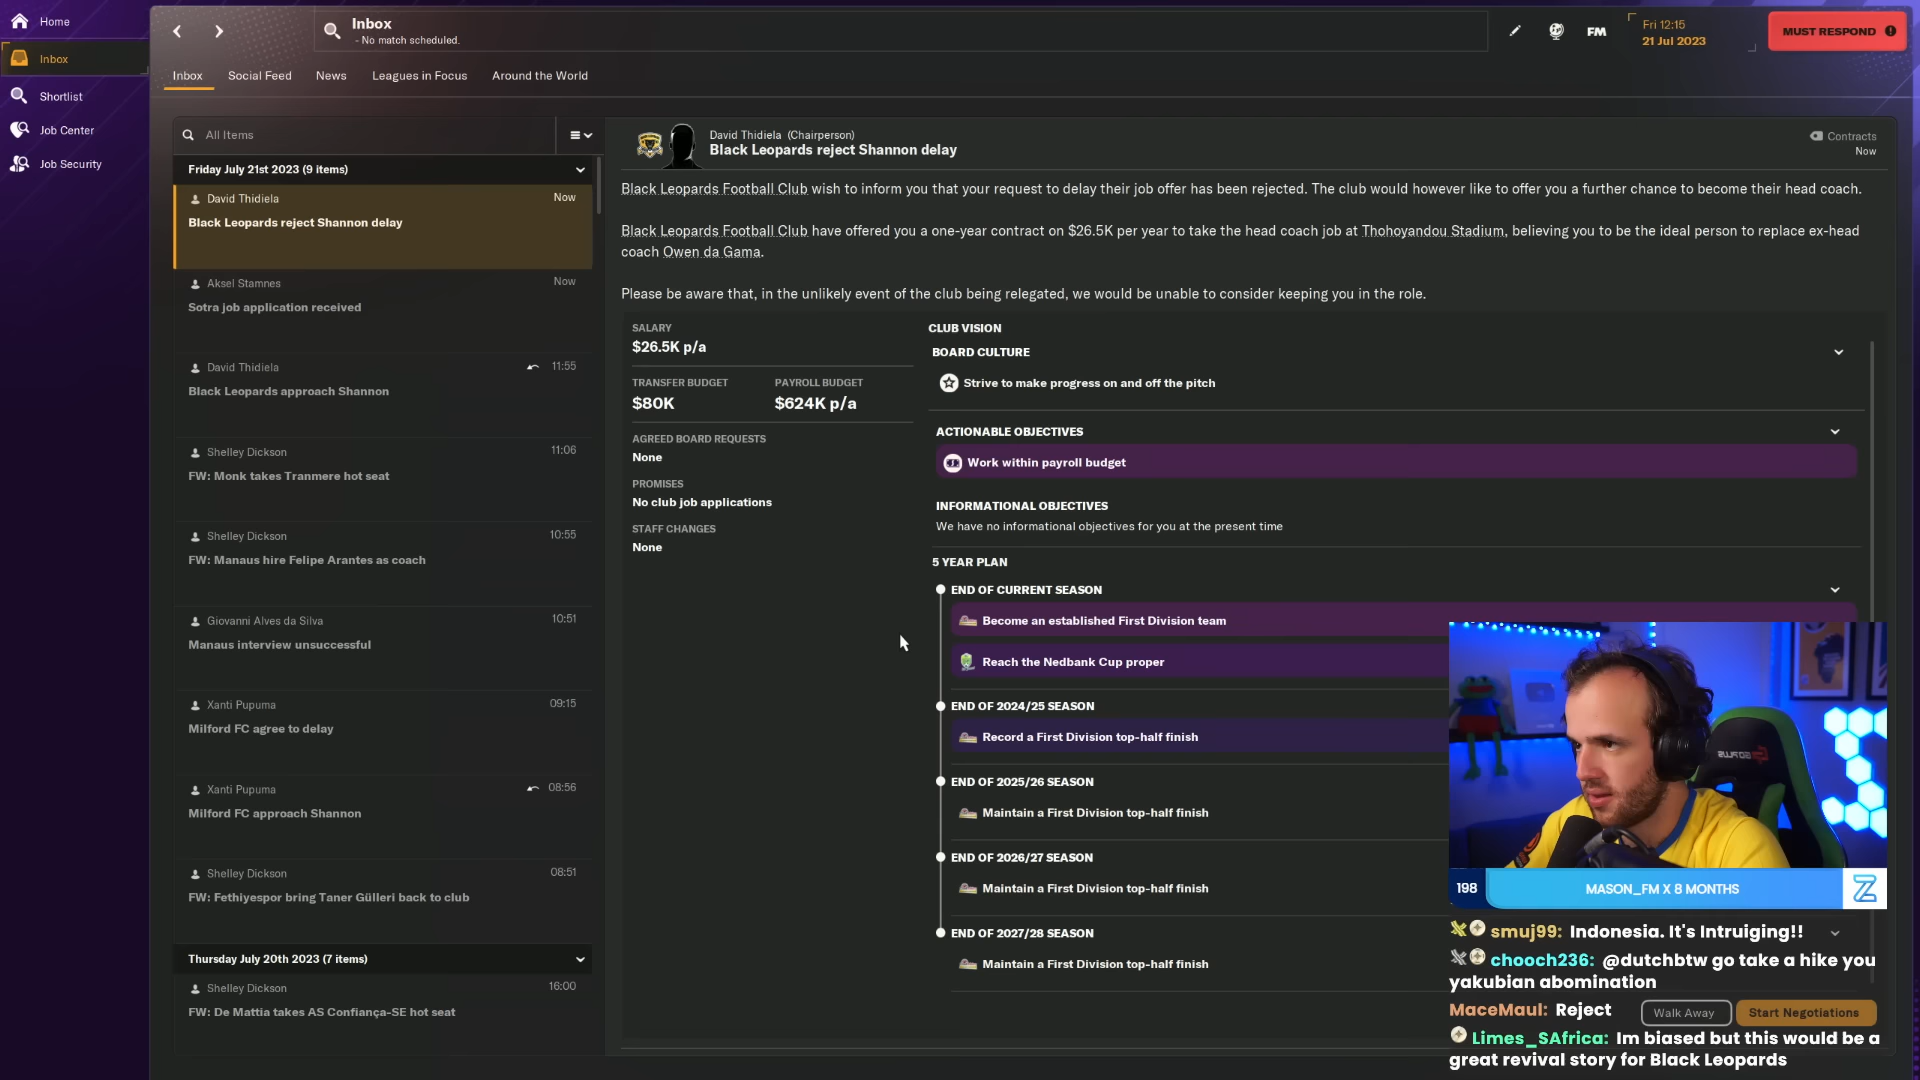 Home
Inbox
Shortlist
Job Center
Job Security
Inbox
- No match scheduled.
FM
Fri 12:15
21 Jul 2023
MUST RESPOND
Inbox
Social Feed
News
Leagues in Focus
Around the World
All Items
Friday July 21st 2023 (9 items)
David Thidiela
Now
Black Leopards reject Shannon delay
Aksel Stamnes
Now
Sotra job application received
David Thidiela
11:55
Black Leopards approach Shannon
Shelley Dickson
11:06
FW: Monk takes Tranmere hot seat
Shelley Dickson
10:55
FW: Manaus hire Felipe Arantes as coach
Giovanni Alves da Silva
10:51
Manaus interview unsuccessful
Xanti Pupuma
09:15
Milford FC agree to delay
Xanti Pupuma
08:56
Milford FC approach Shannon
Shelley Dickson
08:51
FW: Fethiyespor bring Taner Gülleri back to club
Thursday July 20th 2023 (7 items)
Shelley Dickson
16:00
FW: De Mattia takes AS Confiança-SE hot seat
David Thidiela (Chairperson)
Black Leopards reject Shannon delay
Contracts
Now
Black Leopards Football Club wish to inform you that your request to delay their job offer has been rejected. The club would however like to offer you a further chance to become their head coach.
Black Leopards Football Club have offered you a one-year contract on $26.5K per year to take the head coach job at Thohoyandou Stadium, believing you to be the ideal person to replace ex-head
coach Owen da Gama.
Please be aware that, in the unlikely event of the club being relegated, we would be unable to consider keeping you in the role.
SALARY
$26.5K p/a
TRANSFER BUDGET
$80K
PAYROLL BUDGET
$624K p/a
AGREED BOARD REQUESTS
None
PROMISES
No club job applications
STAFF CHANGES
None
CLUB VISION
BOARD CULTURE
Strive to make progress on and off the pitch
ACTIONABLE OBJECTIVES
Work within payroll budget
INFORMATIONAL OBJECTIVES
We have no informational objectives for you at the present time
5 YEAR PLAN
END OF CURRENT SEASON
Become an established First Division team
Reach the Nedbank Cup proper
END OF 2024/25 SEASON
Record a First Division top-half finish
END OF 2025/26 SEASON
Maintain a First Division top-half finish
END OF 2026/27 SEASON
Maintain a First Division top-half finish
END OF 2027/28 SEASON
Maintain a First Division top-half finish
198
MASON_FM X 8 MONTHS
smuj99: Indonesia. It's Intruiging!!
chooch236: @dutchbtw go take a hike you
yakubian abomination
MaceMaul: Reject
Walk Away
Start Negotiations
Limes_SAfrica: Im biased but this would be a
great revival story for Black Leopards